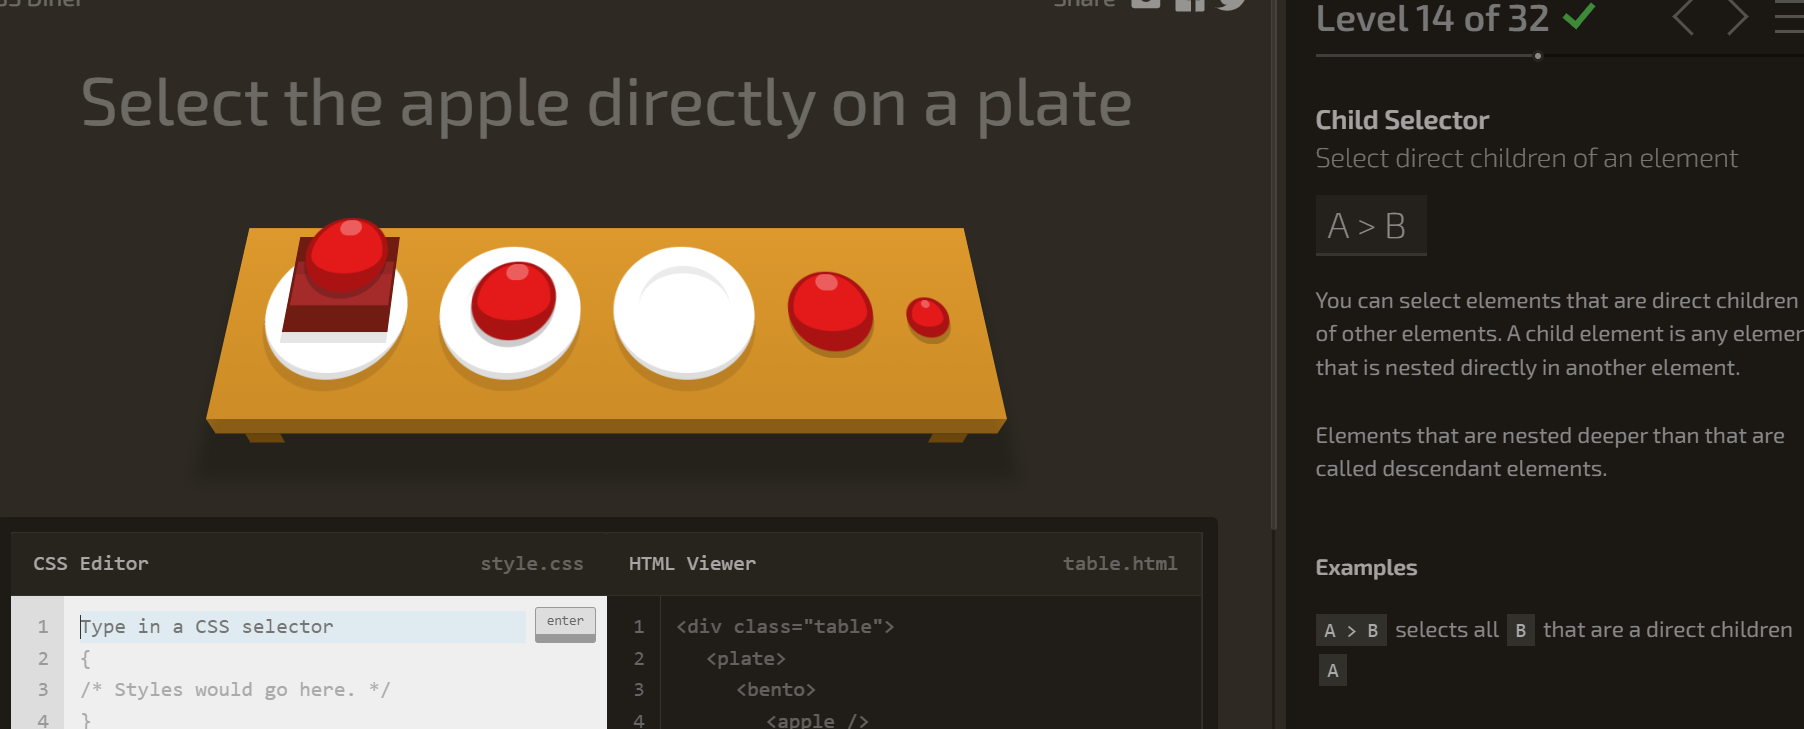 Diner
Share
Level 14 of 32
Select the apple directly on a plate
Child Selector
Select direct children of an element
A > B
You can select elements that are direct children
of other elements. A child element is any elemen
that is nested directly in another element.
Elements that are nested deeper than that are
called descendant elements.
Examples
A > B selects all B that are a direct children
A
CSS Editor style.css
1 Type in a CSS selector enter
2 {
3 /* Styles would go here. */
4 }
HTML Viewer table.html
1 <div class="table">
2 <plate>
3 <bento>
4 <apple />